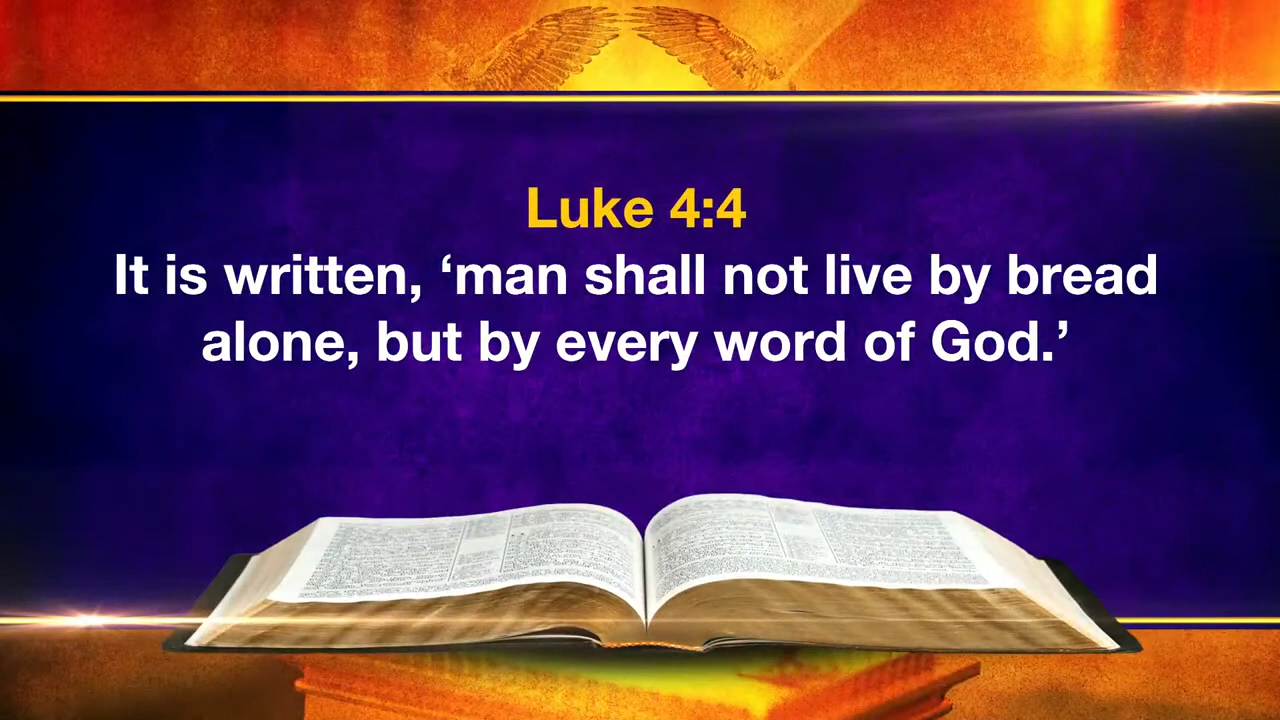 Luke 4:4
It is written, ‘man shall not live by bread
alone, but by every word of God.’